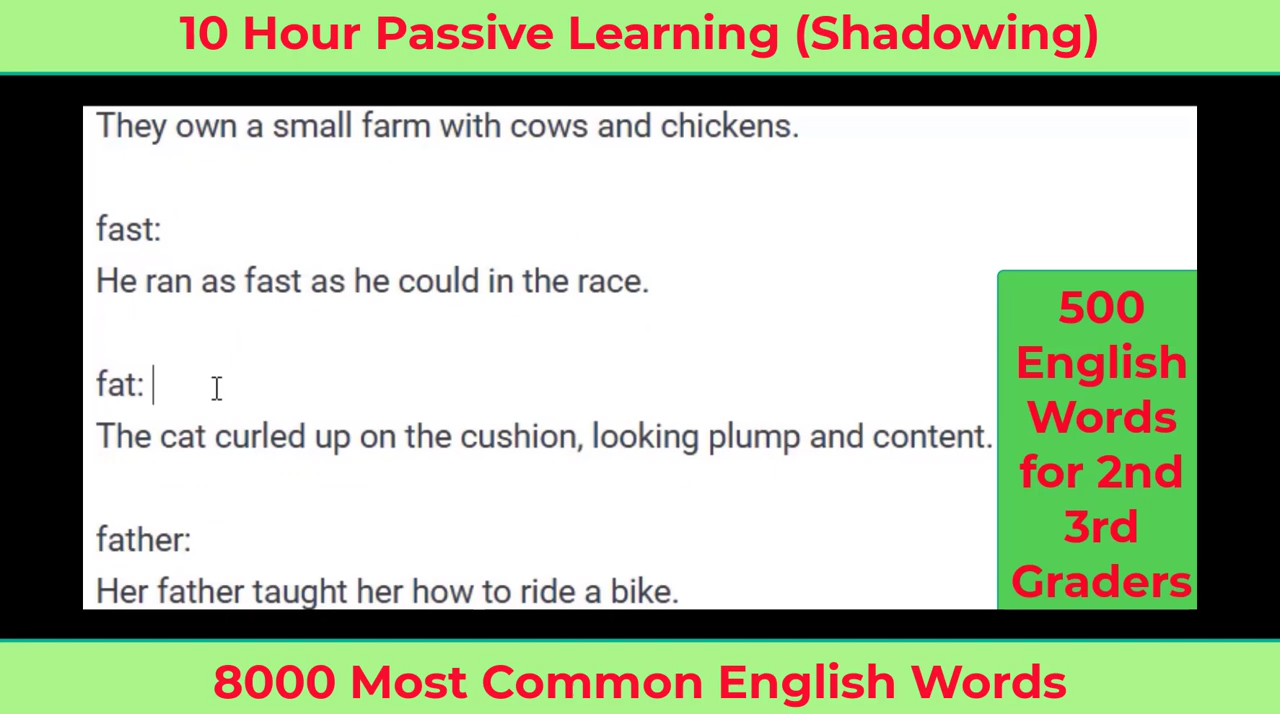 10 Hour Passive Learning (Shadowing)
They own a small farm with cows and chickens.
fast:
He ran as fast as he could in the race.
fat:
The cat curled up on the cushion, looking plump and content.
father:
Her father taught her how to ride a bike.
500
English
Words
for 2nd
3rd
Graders
8000 Most Common English Words